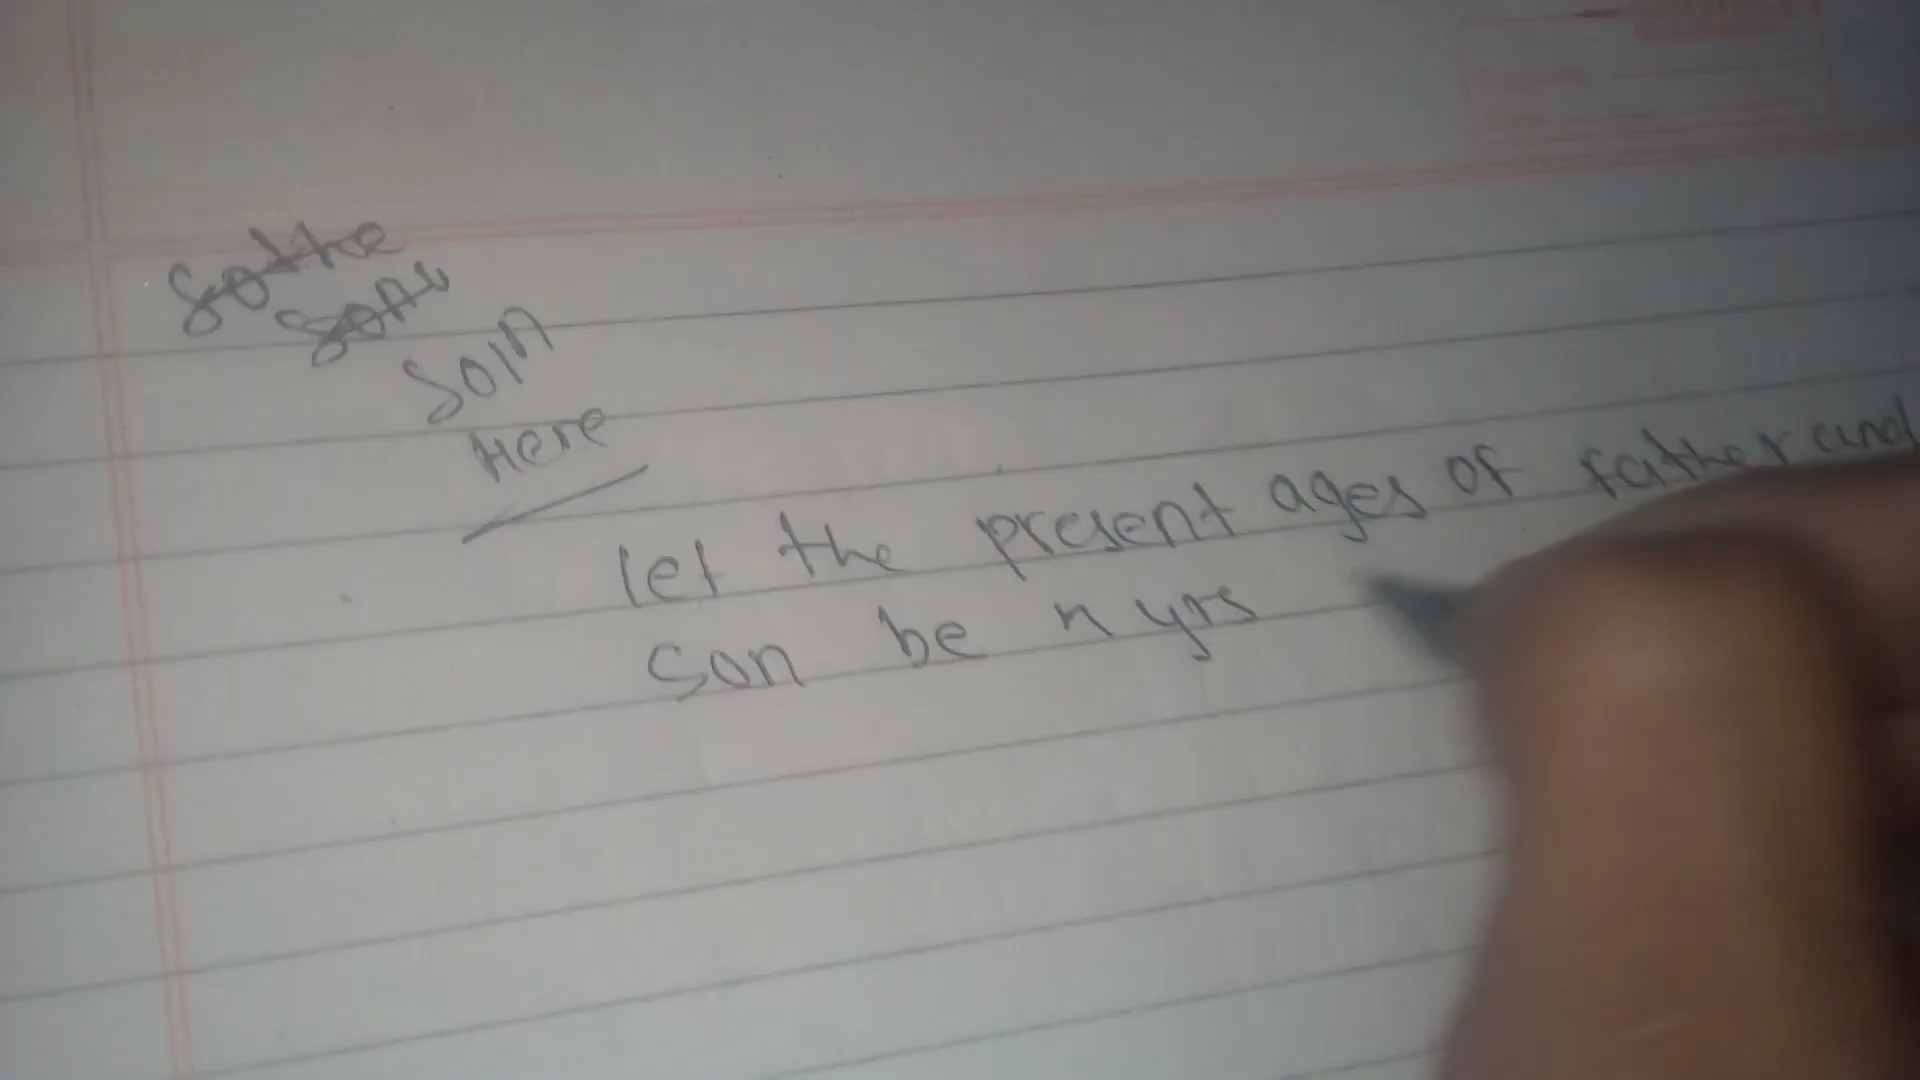 Soln
Here
let the present ages of father and
son be x yrs